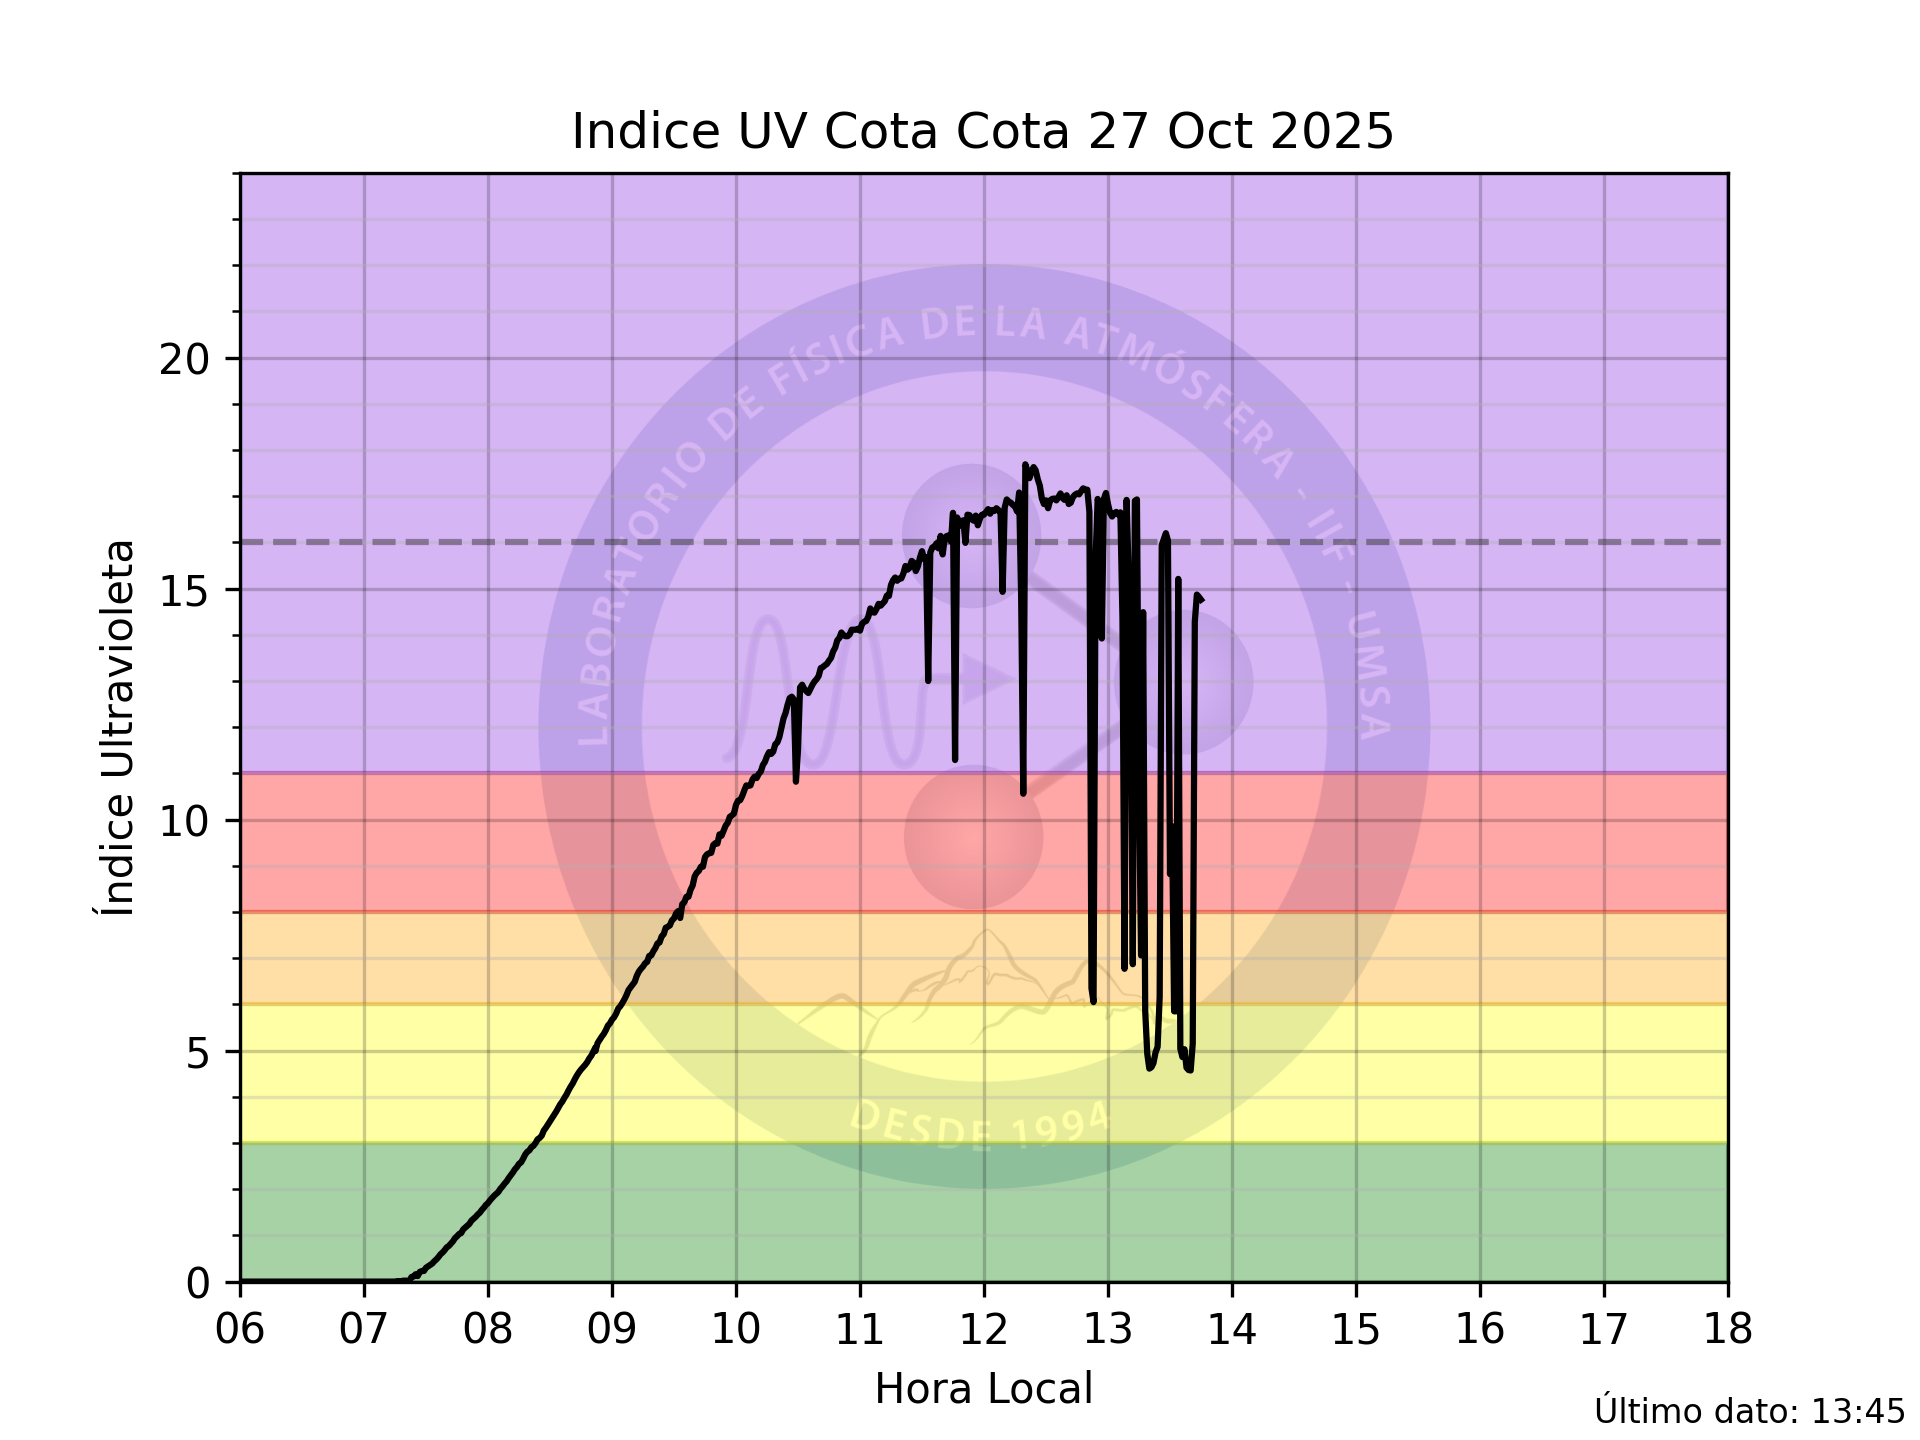 Indice UV Cota Cota 27 Oct 2025
LABORATORIO DE FÍSICA DE LA ATMÓSFERA - IIF - UMSA
DESDE 1994
Índice Ultravioleta
20
15
10
5
0
06 07 08 09 10 11 12 13 14 15 16 17 18
Hora Local
Último dato: 13:45